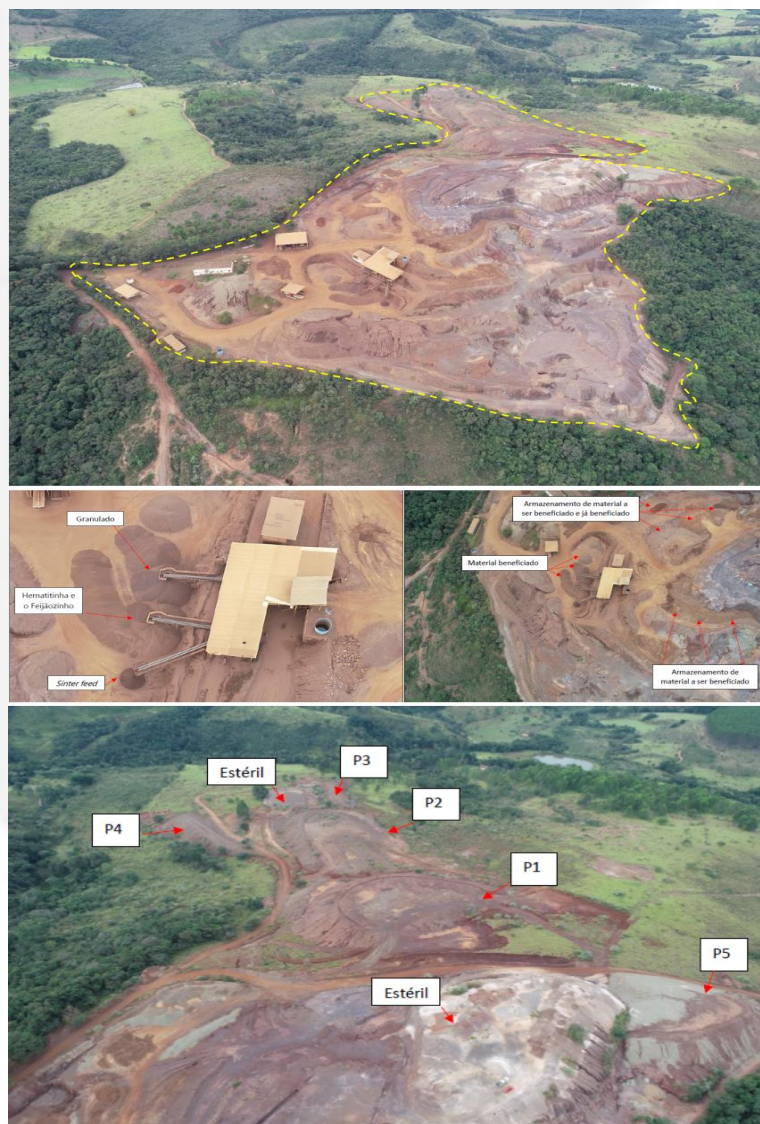 Granulado
Hematitinha e
o Feijãozinho
Sinter feed
Armazenamento de material a
ser beneficiado e já beneficiado
Material beneficiado
Armazenamento de
material a ser beneficiado
P3
Estéril
P2
P4
P1
P5
Estéril